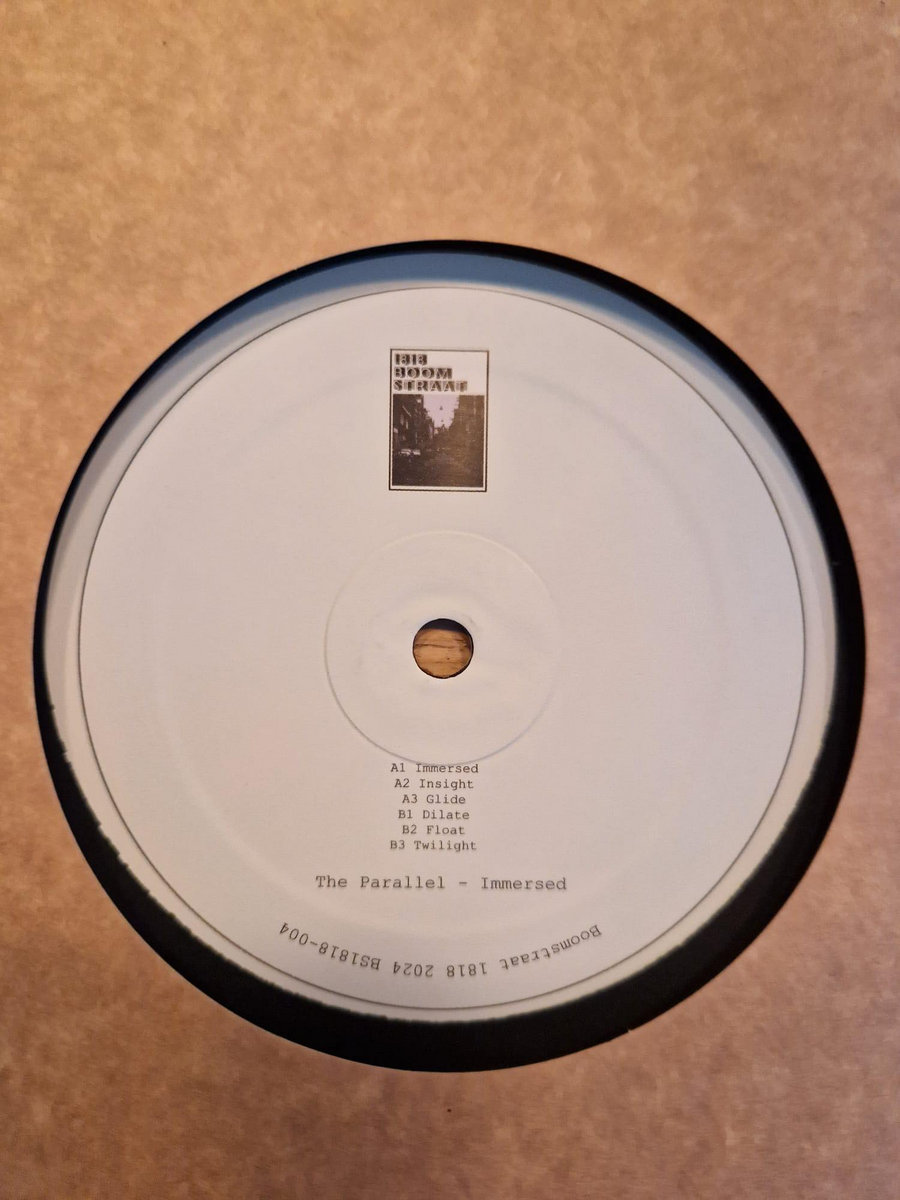 1818
BOOM
STRAAT
A1 Immersed
A2 Insight
A3 Glide
B1 Dilate
B2 Float
B3 Twilight
The Parallel - Immersed
Boomstraat 1818 2024 BS1818-004